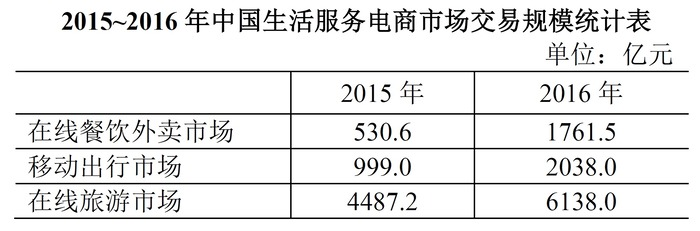 2015~2016 年中国生活服务电商市场交易规模统计表
单位：亿元
2015 年 2016 年
在线餐饮外卖市场 530.6 1761.5
移动出行市场 999.0 2038.0
在线旅游市场 4487.2 6138.0